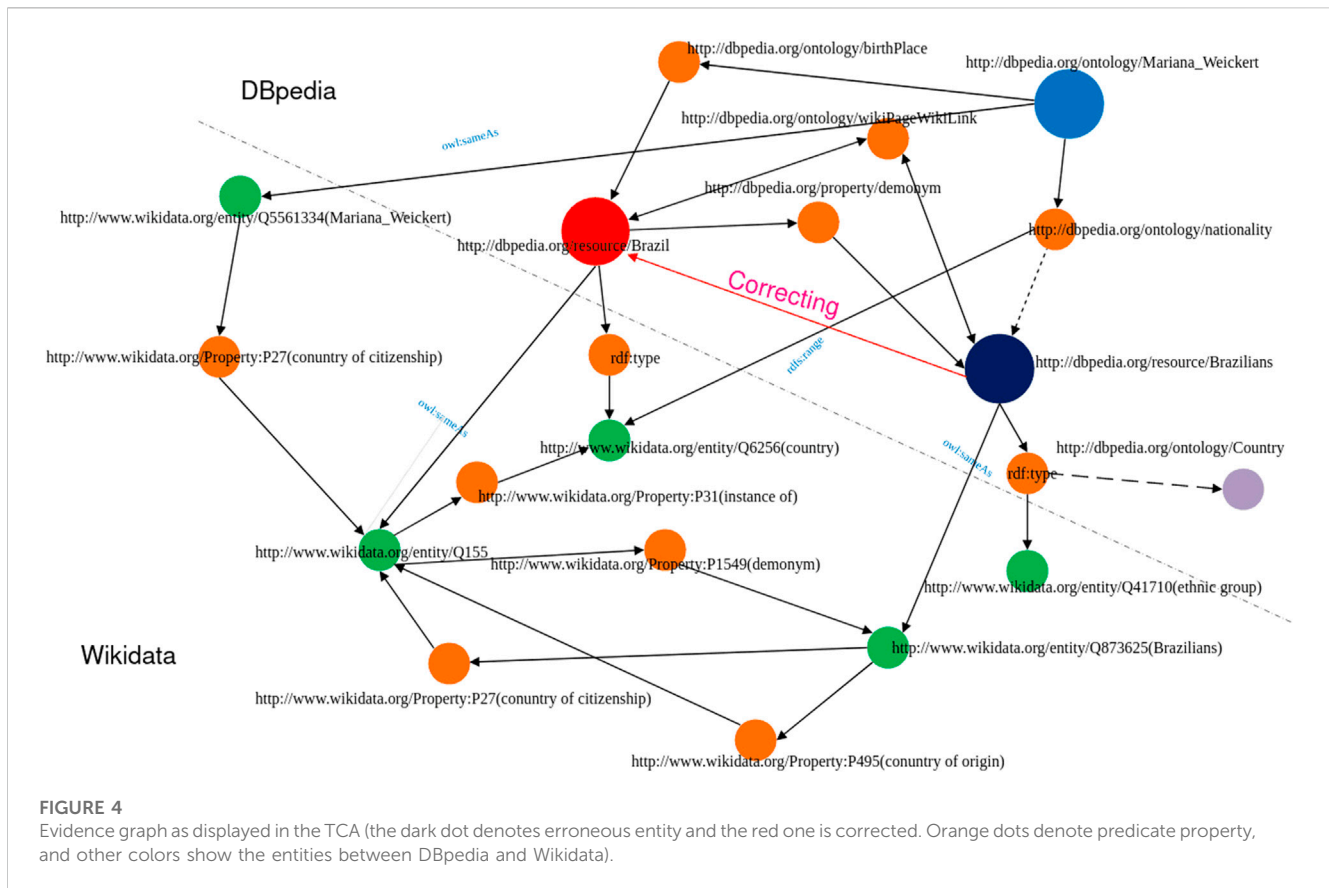 http://dbpedia.org/ontology/birthPlace
http://dbpedia.org/ontology/Mariana_Weickert
DBpedia
http://dbpedia.org/ontology/wikiPageWikiLink
owl:sameAs
http://dbpedia.org/property/demonym
http://www.wikidata.org/entity/Q5561334(Mariana_Weickert)
http://dbpedia.org/ontology/nationality
http://dbpedia.org/resource/Brazil
Correcting
http://www.wikidata.org/Property:P27(conuntry of citizenship)
rdf:type
rdfs:range
http://dbpedia.org/resource/Brazilians
owl:sameAs
http://www.wikidata.org/entity/Q6256(country)
owl:sameAs
http://dbpedia.org/ontology/Country
rdf:type
http://www.wikidata.org/Property:P31(instance of)
http://www.wikidata.org/entity/Q155
http://www.wikidata.org/Property:P1549(demonym)
http://www.wikidata.org/entity/Q41710(ethnic group)
Wikidata
http://www.wikidata.org/entity/Q873625(Brazilians)
http://www.wikidata.org/Property:P27(conuntry of citizenship)
http://www.wikidata.org/Property:P495(conuntry of origin)
FIGURE 4
Evidence graph as displayed in the TCA (the dark dot denotes erroneous entity and the red one is corrected. Orange dots denote predicate property,
and other colors show the entities between DBpedia and Wikidata).